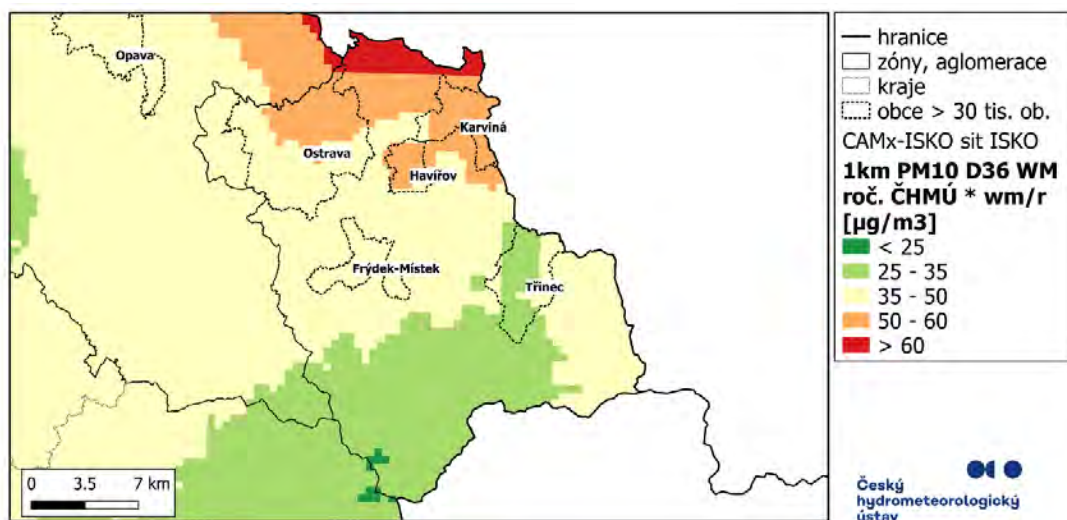 Opava
Ostrava
Karviná
Havířov
Frýdek-Místek
Třinec
0 3.5 7 km
hranice
zóny, aglomerace
kraje
obce > 30 tis. ob.
CAMx-ISKO sit ISKO
1km PM10 D36 WM
roč. ČHMÚ * wm/r
[µg/m3]
< 25
25 - 35
35 - 50
50 - 60
> 60
Český
hydrometeorologický
ústav